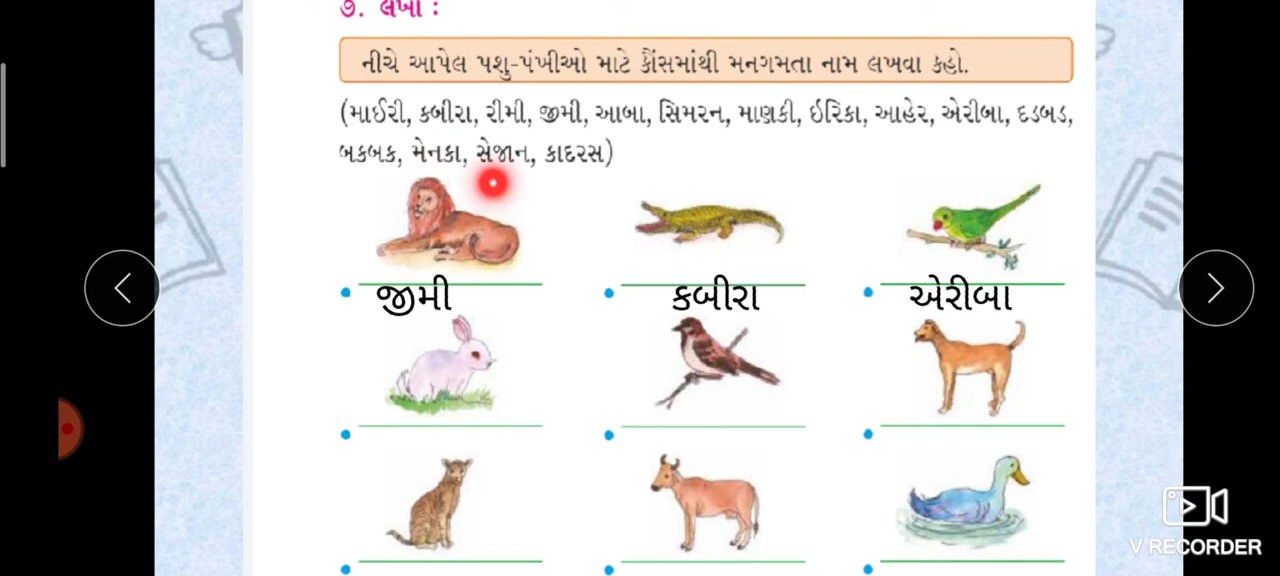 ૭. લખો :
નીચે આપેલ પશુ-પંખીઓ માટે કૌંસમાંથી મનગમતા નામ લખવા કહો.
(માઈરી, કબીરા, રીમી, જીમી, આબા, સિમરન, માણકી, ઇરિકા, આહેર, એરીબા, દડબડ,
બકબક, મેનકા, સેજાન, કાદરસ)
જીમી કબીરા એરીબા
V RECORDER